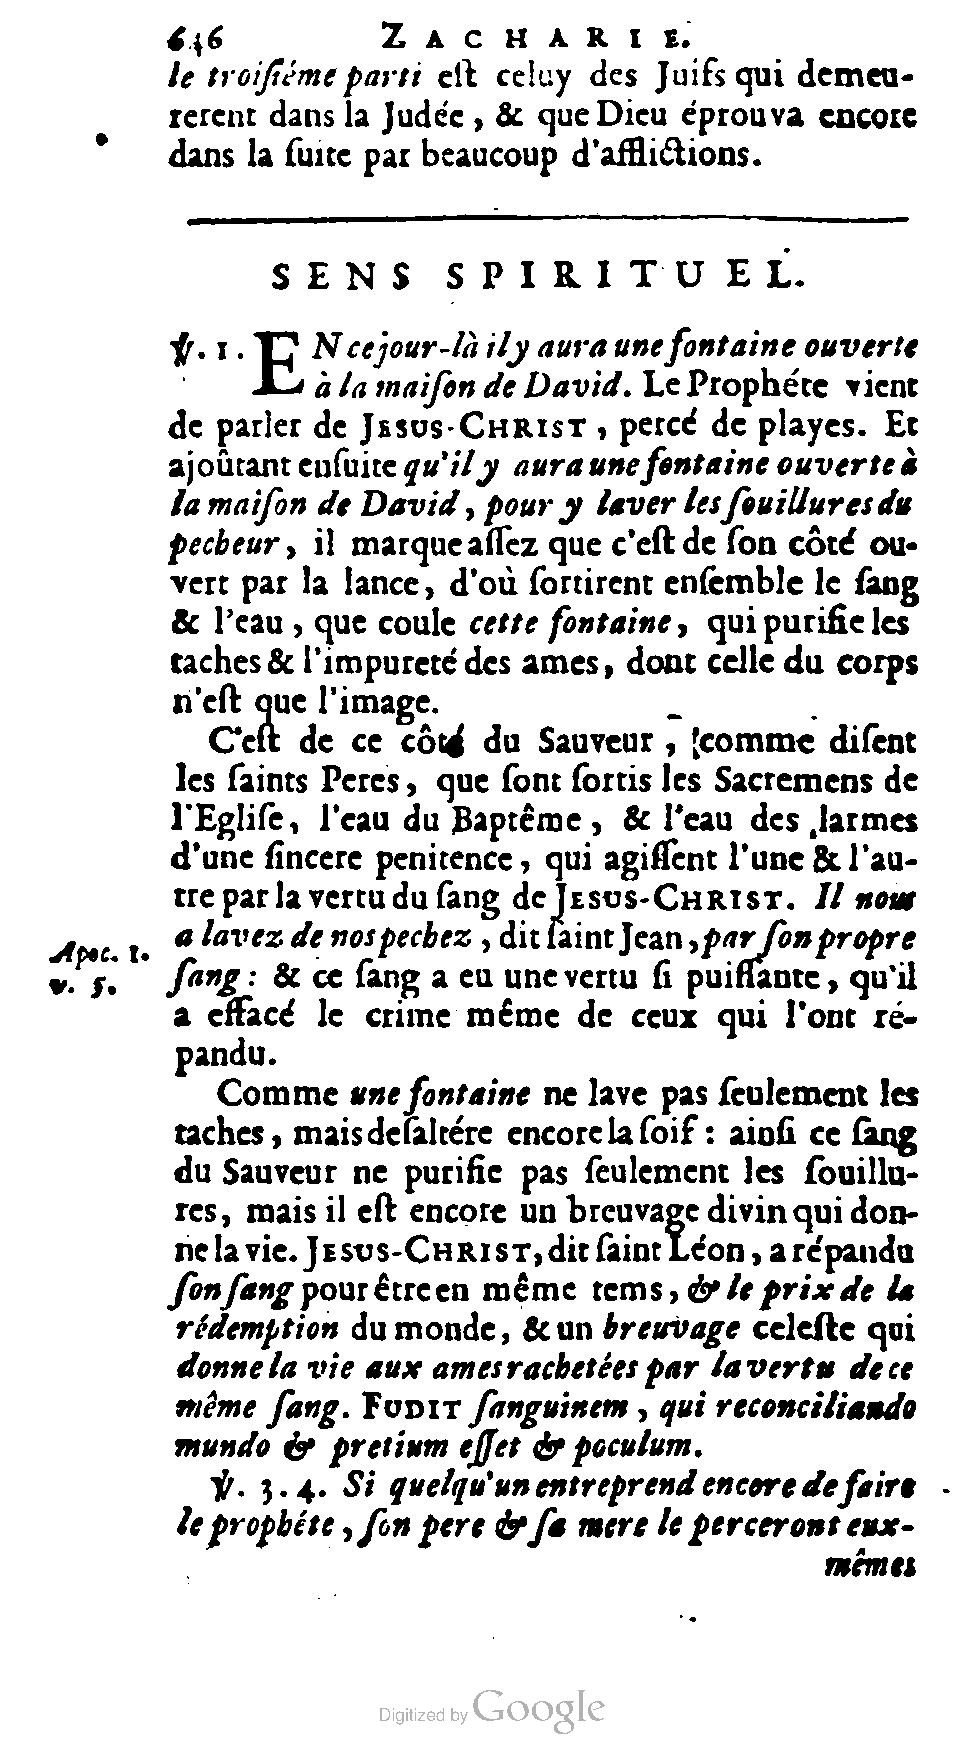 646 ZACHARIE.
le troiſiéme parti eſt celuy des Juifs qui demeu-
rerent dans la Judée, & que Dieu éprouva encore
dans la ſuite par beaucoup d'afflictions.
SENS SPIRITUEL.
℣. 1. EN ce jour-là il y aura une fontaine ouverte
à la maiſon de David. Le Prophéte vient
de parler de JESUS-CHRIST, percé de playes. Et
ajoûtant enſuite qu'il y aura une fontaine ouverte à
la maiſon de David, pour y laver les ſouillures du
pecheur, il marque aſſez que c'eſt de ſon côté ou-
vert par la lance, d'où ſortirent enſemble le ſang
& l'eau, que coule cette fontaine, qui purifie les
taches & l'impureté des ames, dont celle du corps
n'eſt que l'image.
C'eſt de ce côté du Sauveur, comme diſent
les ſaints Peres, que ſont ſortis les Sacremens de
l'Egliſe, l'eau du Baptême, & l'eau des larmes
d'une ſincere penitence, qui agiſſent l'une & l'au-
tre par la vertu du ſang de JESUS-CHRIST. Il nous
a lavez de nos pechez, dit ſaint Jean, par ſon propre
Apoc. 1.
v. 5.
ſang: & ce ſang a eu une vertu ſi puiſſante, qu'il
a effacé le crime même de ceux qui l'ont ré-
pandu.
Comme une fontaine ne lave pas ſeulement les
taches, mais deſaltére encore la ſoif: ainſi ce ſang
du Sauveur ne purifie pas ſeulement les ſouillu-
res, mais il eſt encore un breuvage divin qui don-
ne la vie. JESUS-CHRIST, dit ſaint Léon, a répandu
ſon ſang pour être en même tems, & le prix de la
rédemption du monde, & un breuvage celeſte qui
donne la vie aux ames rachetées par la vertu de ce
même ſang. FUDIT ſanguinem, qui reconciliando
mundo & pretium eſſet & poculum.
℣. 3. 4. Si quelqu'un entreprend encore de faire
le prophéte, ſon pere & ſa mere le perceront eux-
mêmes
Digitized by Google